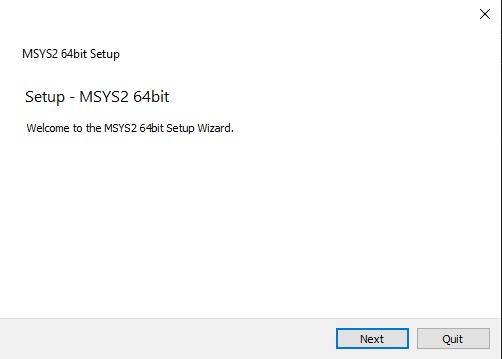 MSYS2 64bit Setup
Setup - MSYS2 64bit
Welcome to the MSYS2 64bit Setup Wizard.
Next Quit